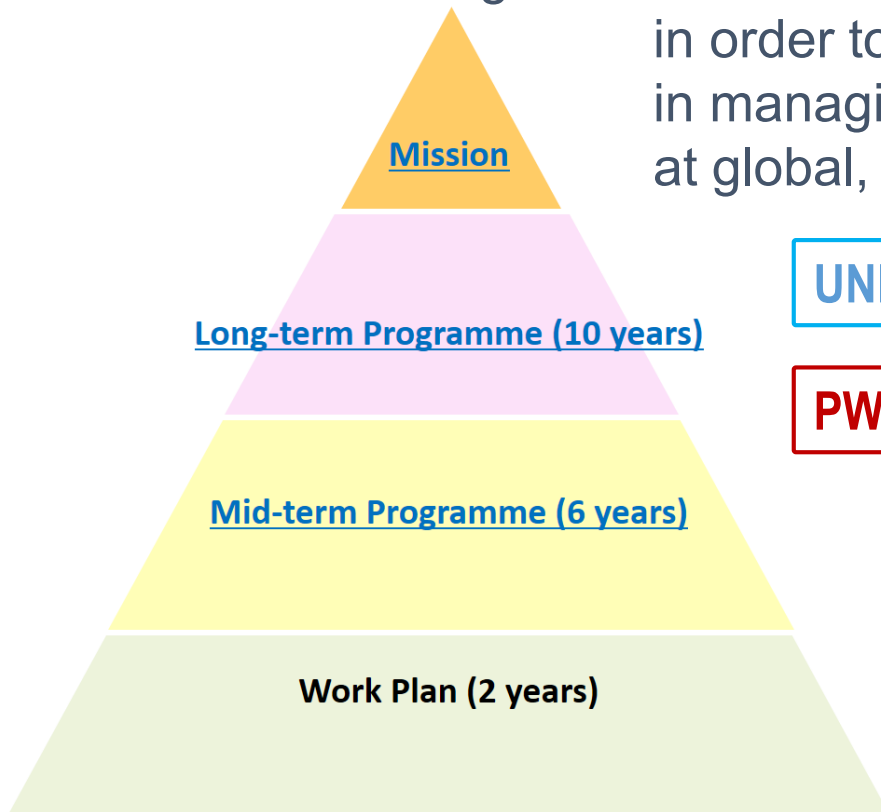 in order to
in managi
at global,
Mission
UNI
Long-term Programme (10 years)
PW
Mid-term Programme (6 years)
Work Plan (2 years)